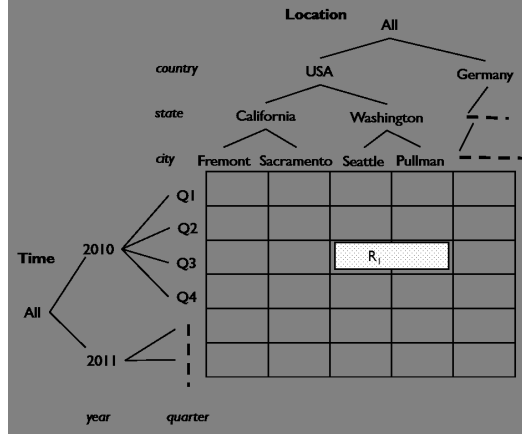 Location
All
country
USA
Germany
state
California
Washington
city
Fremont Sacramento Seattle Pullman
Q1
Q2
2010
Time
Q3
R1
Q4
All
2011
year
quarter